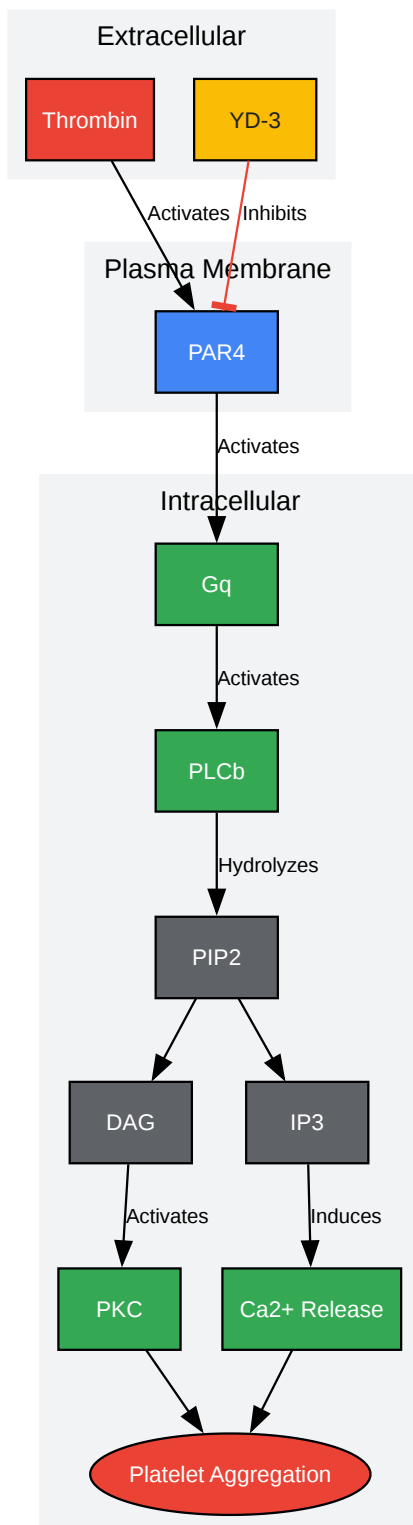 Extracellular
Thrombin
YD-3
Activates
Inhibits
Plasma Membrane
PAR4
Activates
Intracellular
Gq
Activates
PLCb
Hydrolyzes
PIP2
DAG
IP3
Activates
Induces
PKC
Ca2+ Release
Platelet Aggregation